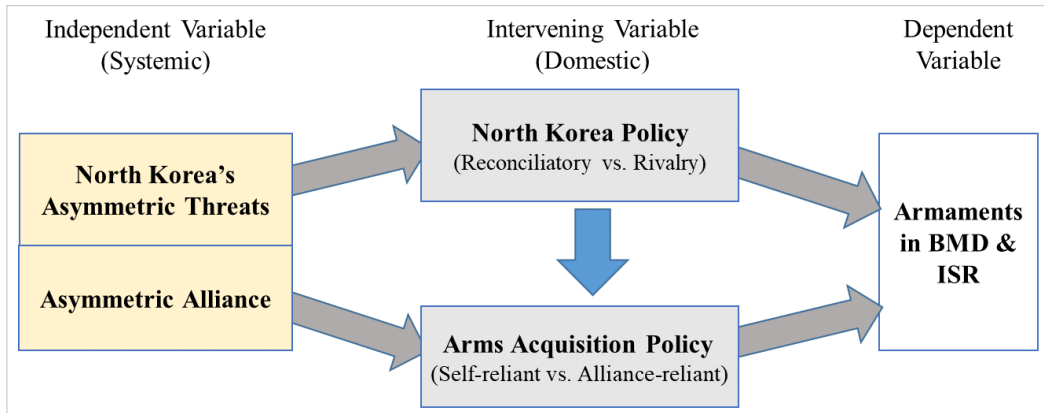 Independent Variable
(Systemic)
Intervening Variable
(Domestic)
Dependent
Variable
North Korea's
Asymmetric Threats
Asymmetric Alliance
North Korea Policy
(Reconciliatory vs. Rivalry)
Arms Acquisition Policy
(Self-reliant vs. Alliance-reliant)
Armaments
in BMD &
ISR